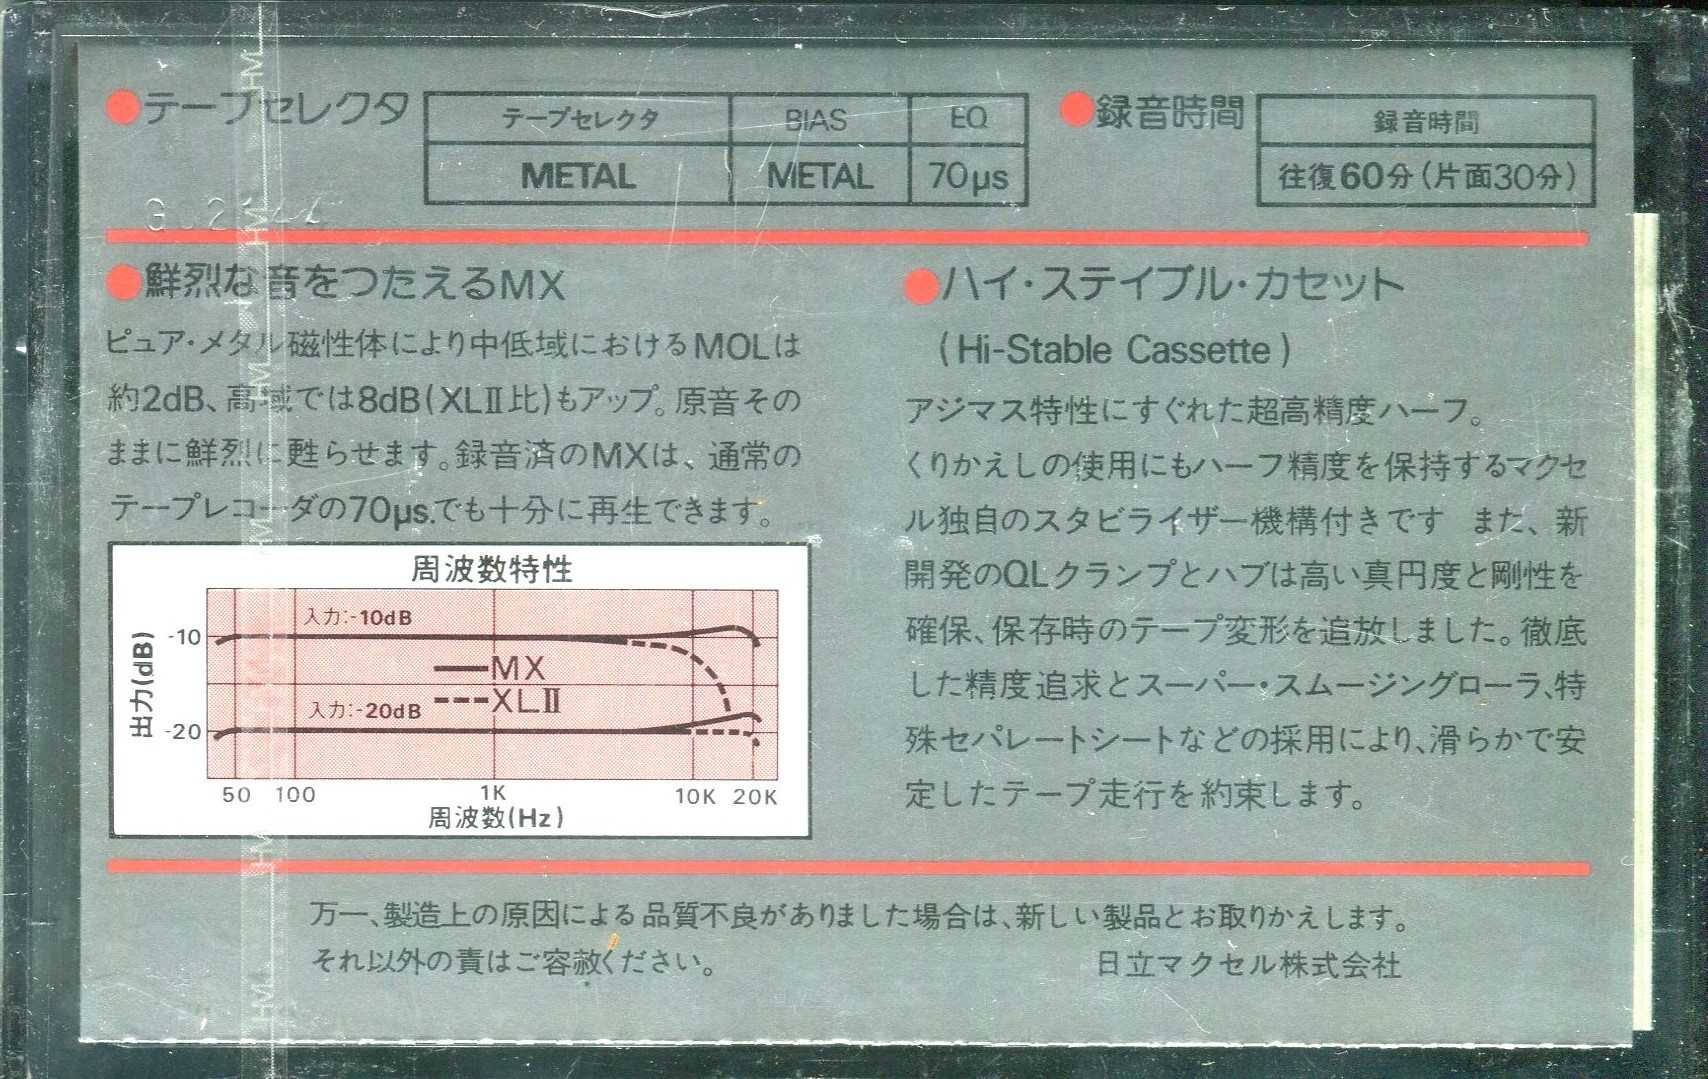 ●テープセレクタ
テープセレクタ BIAS EQ
METAL METAL 70μs
●録音時間
録音時間
往復60分(片面30分)
●鮮烈な音をつたえるMX
ピュア・メタル磁性体により中低域におけるMOLは
約2dB、高域では8dB(XLⅡ比)もアップ。原音その
ままに鮮烈に甦らせます。録音済のMXは、通常の
テープレコーダの70μs.でも十分に再生できます。
周波数特性
出力(dB)
-10
-20
入力:-10dB
MX
XLⅡ
入力:-20dB
50 100 1K 10K 20K
周波数(Hz)
●ハイ・ステイブル・カセット
(Hi-Stable Cassette)
アジマス特性にすぐれた超高精度ハーフ。
くりかえしの使用にもハーフ精度を保持するマクセ
ル独自のスタビライザー機構付きです また、新
開発のQLクランプとハブは高い真円度と剛性を
確保、保存時のテープ変形を追放しました。徹底
した精度追求とスーパー・スムージングローラ、特
殊セパレートシートなどの採用により、滑らかで安
定したテープ走行を約束します。
万一、製造上の原因による品質不良がありました場合は、新しい製品とお取りかえします。
それ以外の責はご容赦ください。 日立マクセル株式会社
HM
HM
HM
HM
HM
HM
HM